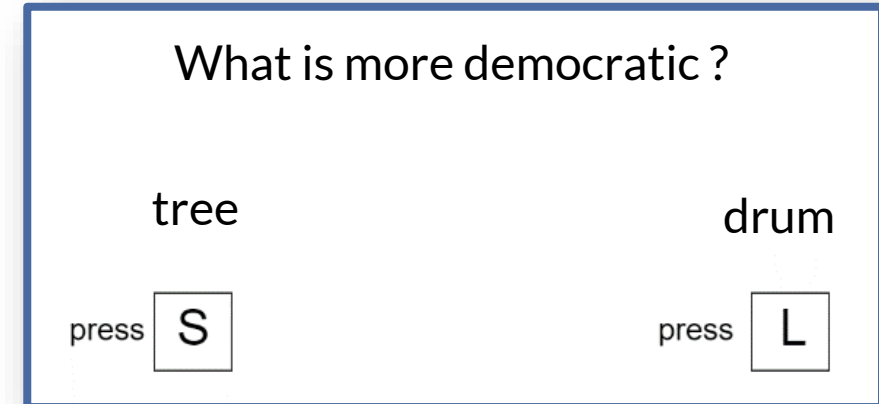 What is more democratic ?
tree
drum
press S
press L